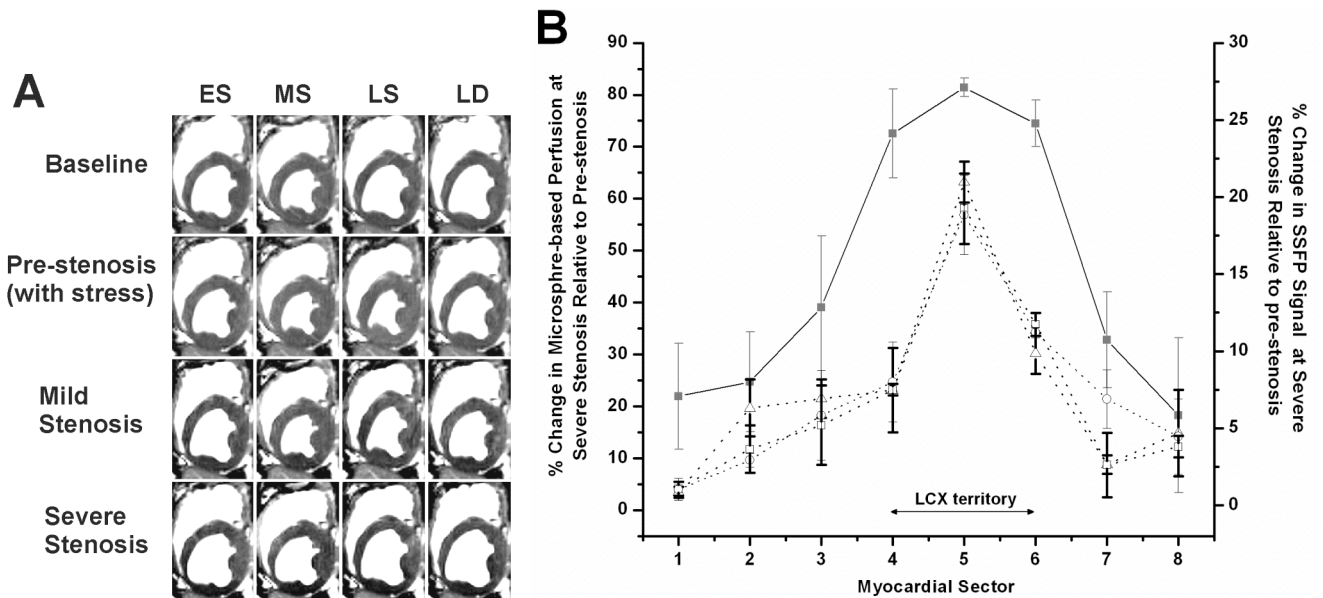 A
ES MS LS LD
Baseline
Pre-stenosis
(with stress)
Mild
Stenosis
Severe
Stenosis
B
% Change in Microsphre-based Perfusion at
Severe Stenosis Relative to Pre-stenosis
90
80
70
60
50
40
30
20
10
0
LCX territory
1 2 3 4 5 6 7 8
Myocardial Sector
30
25
20
15
10
5
0
% Change in SSFP Signal at Severe
Stenosis Relative to pre-stenosis